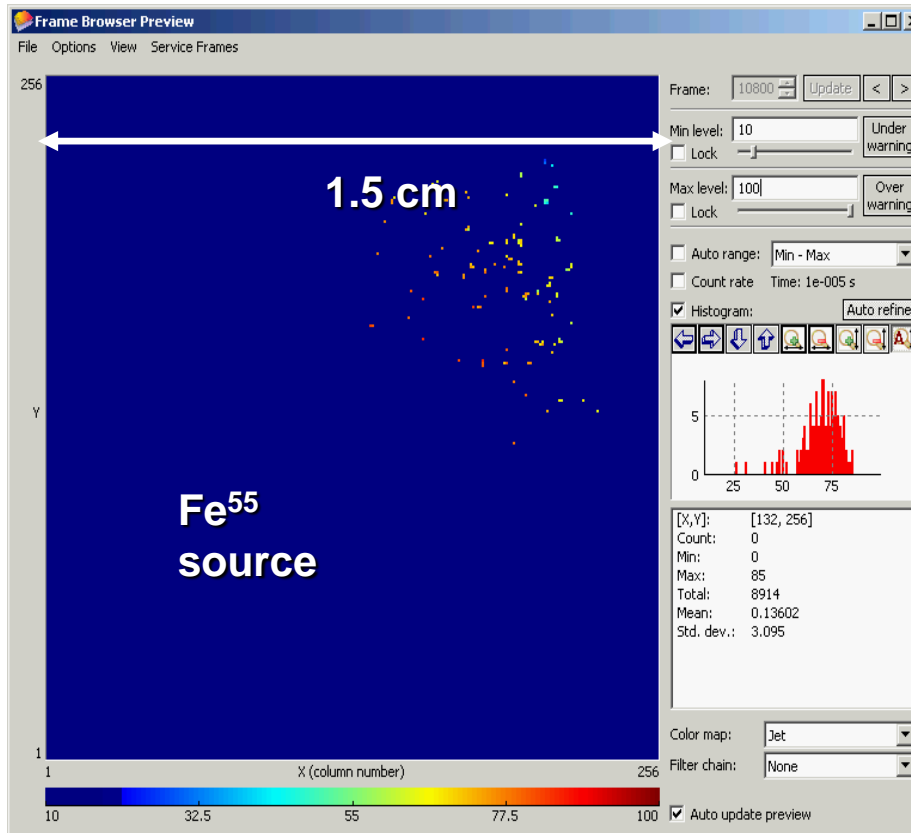 Frame Browser Preview
File Options View Service Frames
256
Y
1
1 X (column number) 256
10 32.5 55 77.5 100
1.5 cm
Fe55
source
Frame: 10800 Update < >
Min level: 10 Under
Lock warning
Max level: 100 Over
Lock warning
Auto range: Min - Max
Count rate Time: 1e-005 s
Histogram: Auto refine
A
5
0
25 50 75
[X,Y]: [132, 256]
Count: 0
Min: 0
Max: 85
Total: 8914
Mean: 0.13602
Std. dev.: 3.095
Color map: Jet
Filter chain: None
Auto update preview